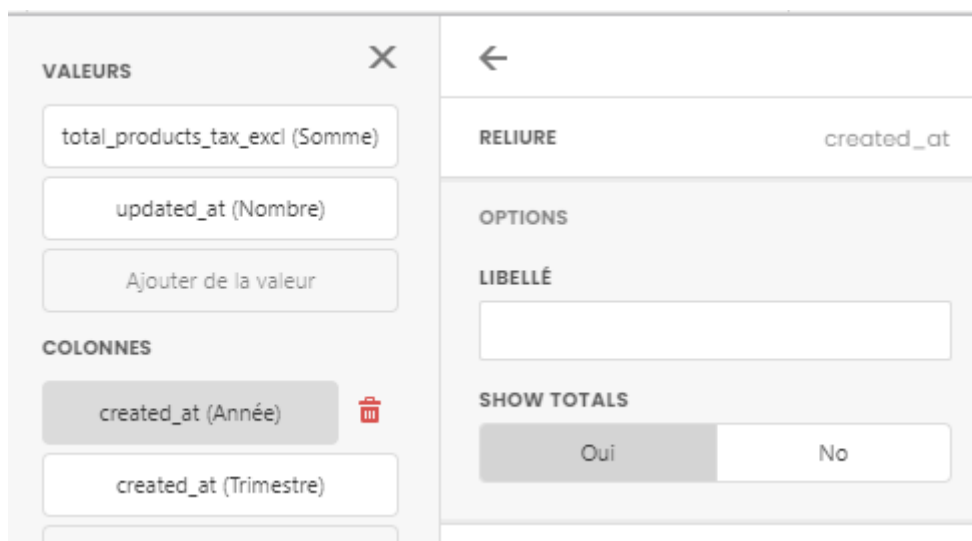 VALEURS
total_products_tax_excl (Somme)
updated_at (Nombre)
Ajouter de la valeur
COLONNES
created_at (Année)
created_at (Trimestre)
RELIURE
created_at
OPTIONS
LIBELLÉ
SHOW TOTALS
Oui
No